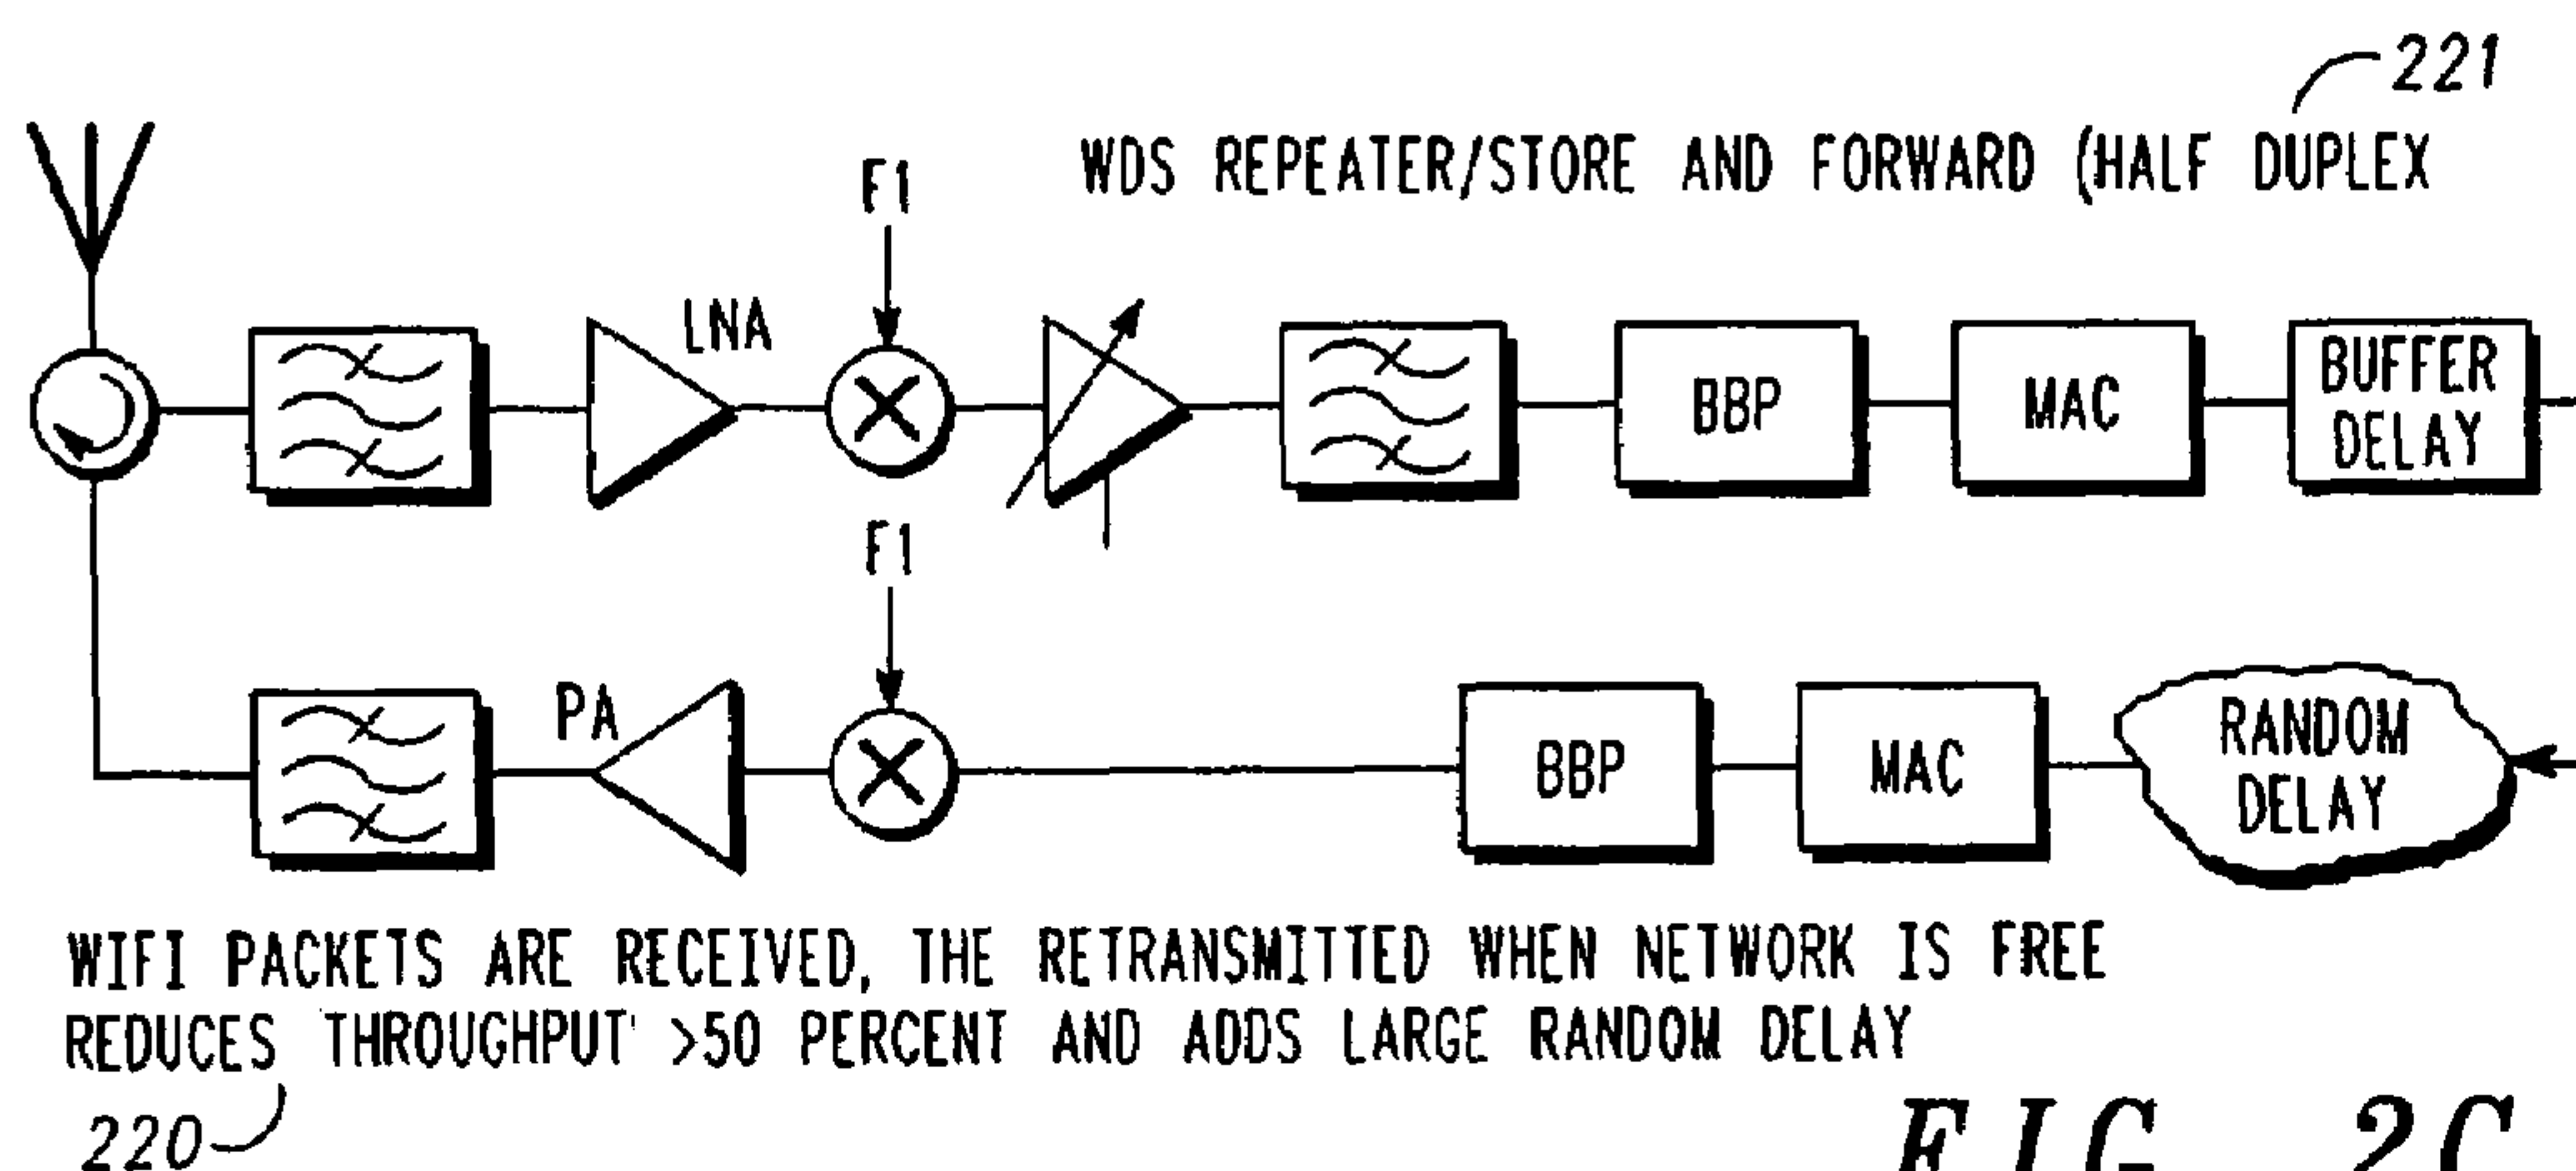 221
WDS REPEATER/STORE AND FORWARD (HALF DUPLEX
F1
LNA
BBP
MAC
BUFFER
DELAY
F1
PA
BBP
MAC
RANDOM
DELAY
WIFI PACKETS ARE RECEIVED, THE RETRANSMITTED WHEN NETWORK IS FREE
REDUCES THROUGHPUT' >50 PERCENT AND ADDS LARGE RANDOM DELAY
220
FIG 2C